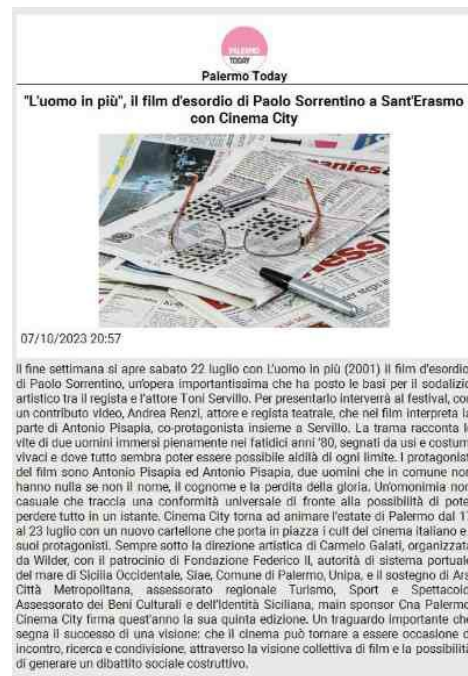 PALERMO
TODAY
Palermo Today
"L'uomo in più", il film d'esordio di Paolo Sorrentino a Sant'Erasmo
con Cinema City
anies
ness
07/10/2023 20:57
Il fine settimana si apre sabato 22 luglio con L'uomo in più (2001) il film d'esordio
di Paolo Sorrentino, un'opera importantissima che ha posto le basi per il sodalizio
artistico tra il regista e l'attore Toni Servillo. Per presentarlo interverrà al festival, con
un contributo video, Andrea Renzi, attore e regista teatrale, che nel film interpreta la
parte di Antonio Pisapia, co-protagonista insieme a Servillo. La trama racconta le
vite di due uomini immersi pienamente nei fatidici anni '80, segnati da usi e costumi
vivaci e dove tutto sembra poter essere possibile aldilà di ogni limite. I protagonisti
del film sono Antonio Pisapia ed Antonio Pisapia, due uomini che in comune non
hanno nulla se non il nome, il cognome e la perdita della gloria. Un'omonimia non
casuale che traccia una conformità universale di fronte alla possibilità di poter
perdere tutto in un istante. Cinema City torna ad animare l'estate di Palermo dal 17
al 23 luglio con un nuovo cartellone che porta in piazza i cult del cinema italiano e i
suoi protagonisti. Sempre sotto la direzione artistica di Carmelo Galati, organizzata
da Wilder, con il patrocinio di Fondazione Federico II, autorità di sistema portuale
del mare di Sicilia Occidentale, Siae, Comune di Palermo, Unipa, e il sostegno di Ars
Città Metropolitana, assessorato regionale Turismo, Sport e Spettacolo
Assessorato dei Beni Culturali e dell'Identità Siciliana, main sponsor Cna Palermo
Cinema City firma quest'anno la sua quinta edizione. Un traguardo importante che
segna il successo di una visione: che il cinema può tornare a essere occasione di
incontro, ricerca e condivisione, attraverso la visione collettiva di film e la possibilità
di generare un dibattito sociale costruttivo.